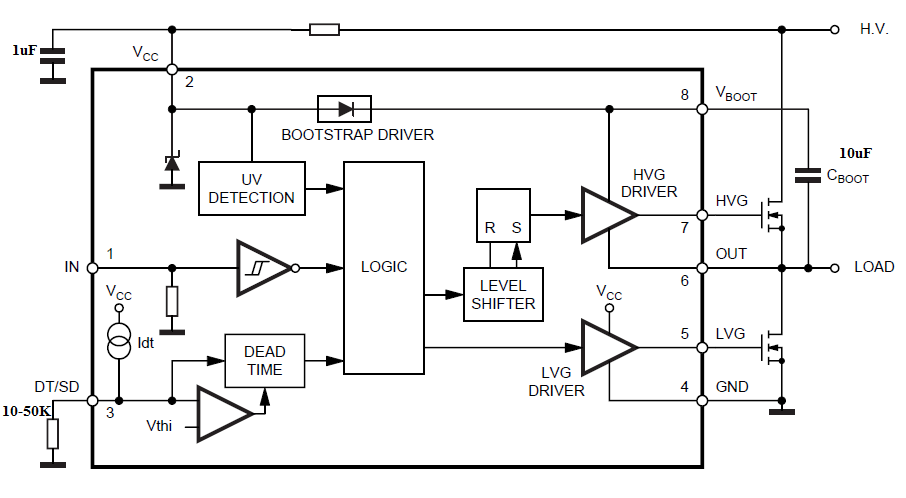 H.V.
1uF
VCC
2
8
VBOOT
BOOTSTRAP DRIVER
10uF
CBOOT
UV
DETECTION
HVG
DRIVER
HVG
7
R S
1
IN
LOGIC
OUT
6
LOAD
VCC
LEVEL
SHIFTER
VCC
Idt
DEAD
TIME
5
LVG
LVG
DRIVER
DT/SD
3
4
GND
10-50K
Vthi